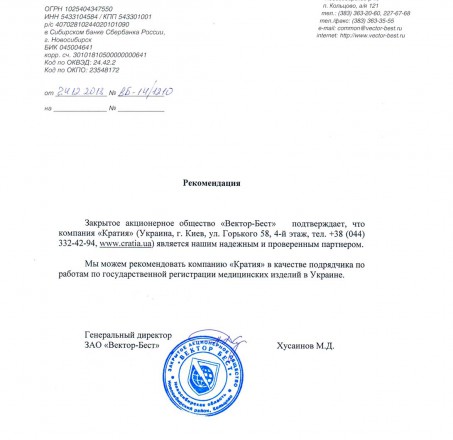 ОГРН 1025404347550
ИНН 5433104584 / КПП 543301001
р/с 40702810244020101090
в Сибирском банке Сбербанка России,
г. Новосибирск
БИК 045004641
корр. сч. 30101810500000000641
Код по ОКВЭД: 24.42.2
Код по ОКПО: 23548172
п. Кольцово, а/я 121
тел.: (383) 363-20-60, 227-67-68
тел./факс: (383) 363-35-55
e-mail: common@vector-best.ru
internet: http://www.vector-best.ru
от 24.12.2013 № ВБ-14/1210
на № 
Рекомендация
Закрытое акционерное общество «Вектор-Бест» подтверждает, что
компания «Кратия» (Украина, г. Киев, ул. Горького 58, 4-й этаж, тел. +38 (044)
332-42-94, www.cratia.ua) является нашим надежным и проверенным партнером.
Мы можем рекомендовать компанию «Кратия» в качестве подрядчика по
работам по государственной регистрации медицинских изделий в Украине.
Генеральный директор
ЗАО «Вектор-Бест» Хусаинов М.Д.
ЗАКРЫТОЕ АКЦИОНЕРНОЕ ОБЩЕСТВО
ВЕКТОР БЕСТ
Новосибирская область